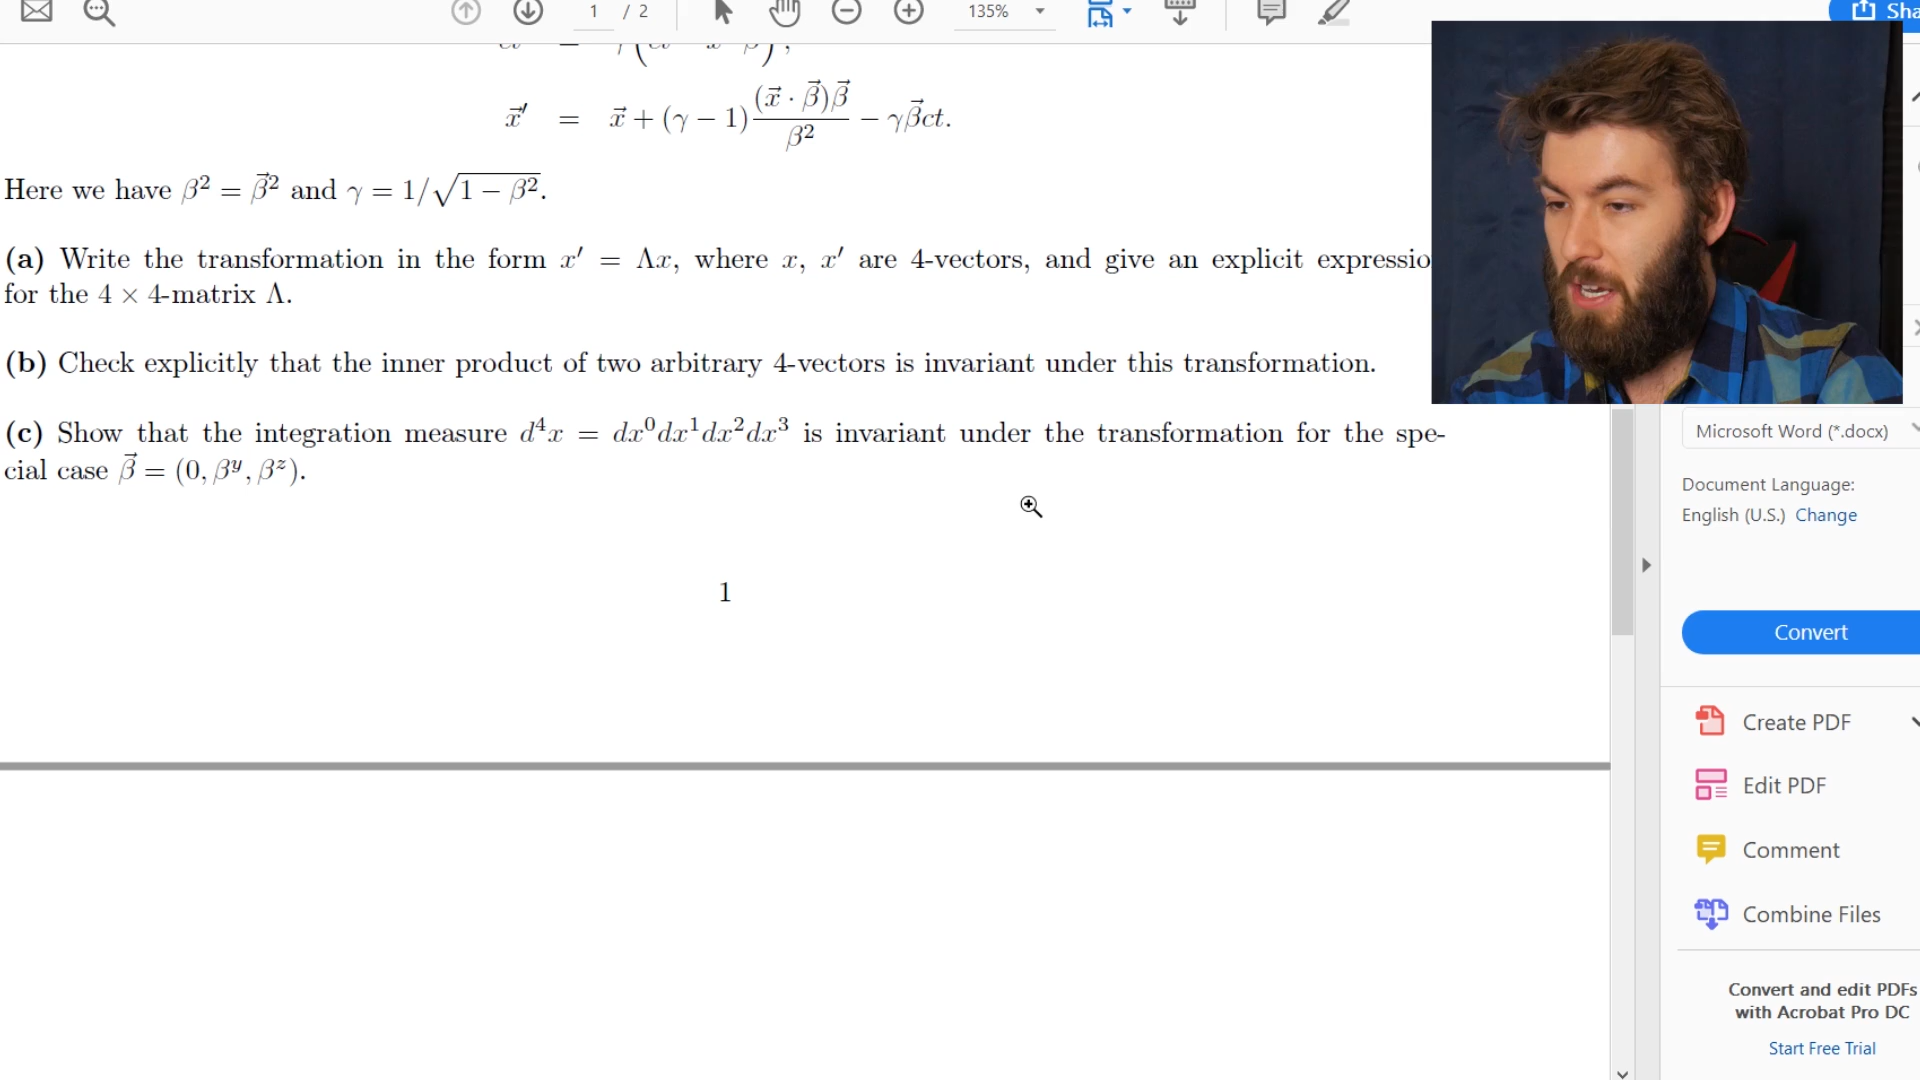 1 / 2 135% Sha
x⃗′ = x⃗ + (γ − 1) (x⃗ · β⃗)β⃗ / β² − γβ⃗ct.
Here we have β² = β⃗² and γ = 1/√1 − β².
(a) Write the transformation in the form x′ = Λx, where x, x′ are 4-vectors, and give an explicit expressio
for the 4 × 4-matrix Λ.
(b) Check explicitly that the inner product of two arbitrary 4-vectors is invariant under this transformation.
(c) Show that the integration measure d⁴x = dx⁰dx¹dx²dx³ is invariant under the transformation for the spe-
cial case β⃗ = (0, βʸ, βᶻ).
1
Microsoft Word (*.docx)
Document Language:
English (U.S.) Change
Convert
Create PDF
Edit PDF
Comment
Combine Files
Convert and edit PDFs
with Acrobat Pro DC
Start Free Trial